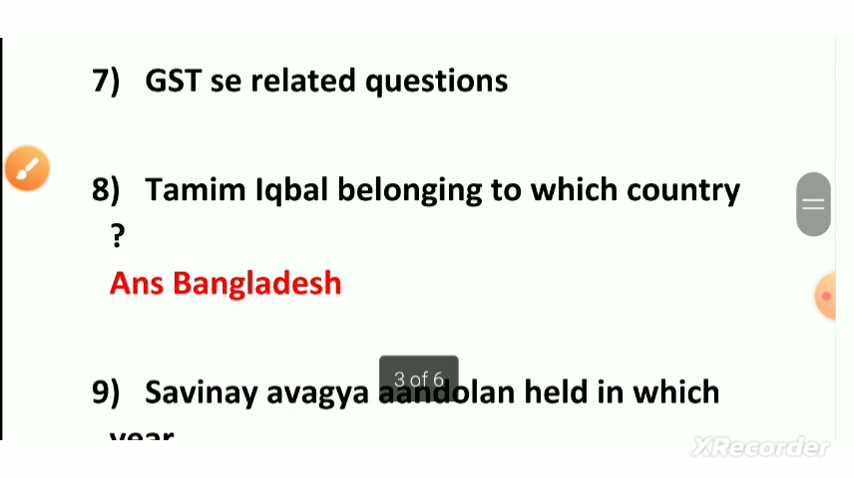 7) GST se related questions
8) Tamim Iqbal belonging to which country
?
Ans Bangladesh
3 of 6
9) Savinay avagya aandolan held in which
year
XRecorder